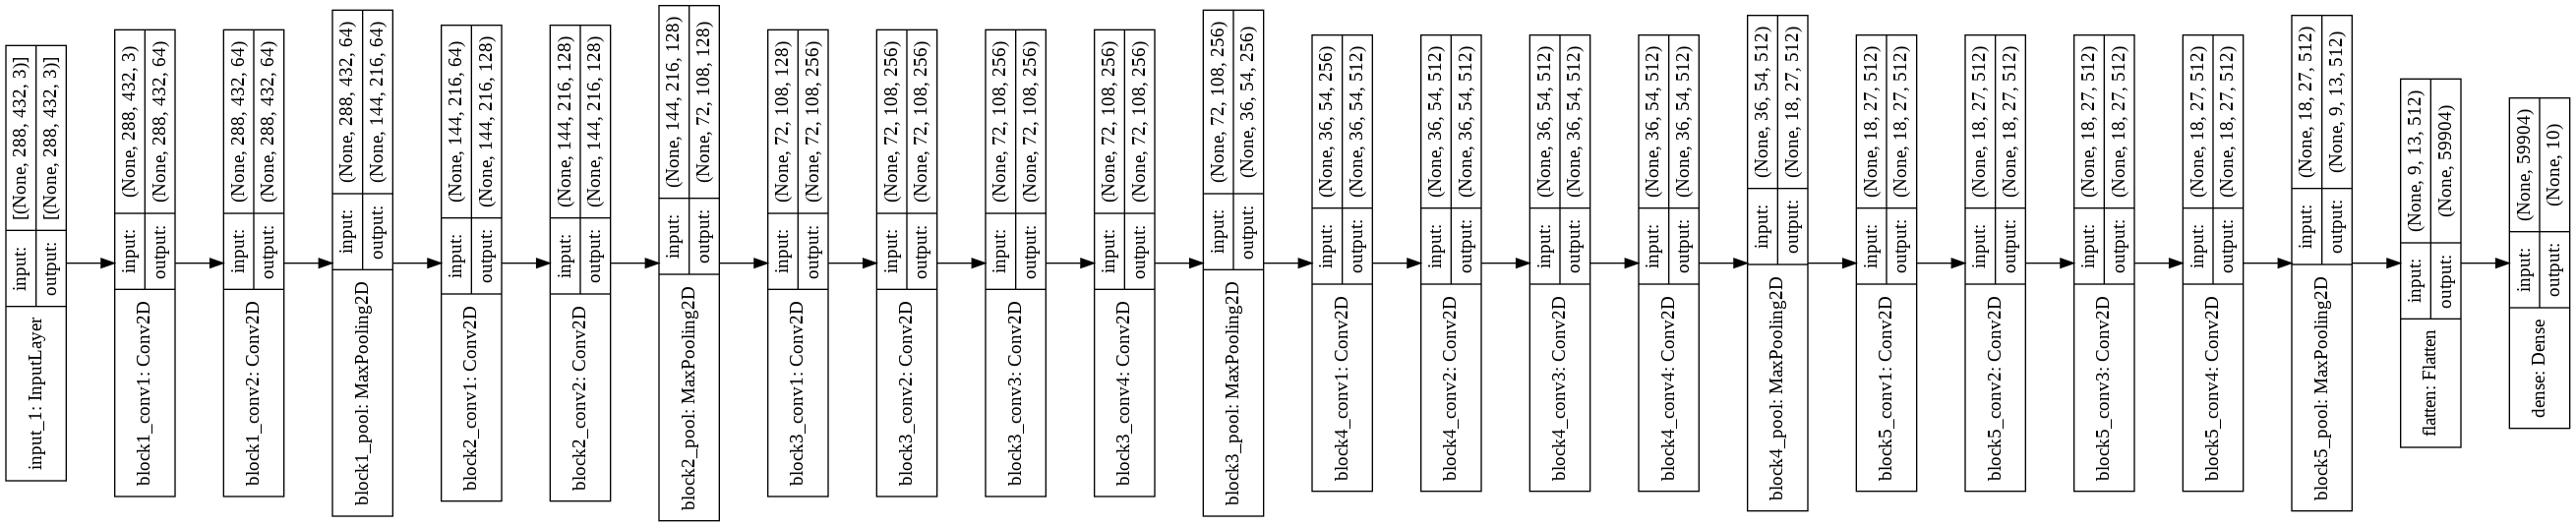 input_1: InputLayer
input: [(None, 288, 432, 3)]
output: [(None, 288, 432, 3)]
block1_conv1: Conv2D
input: (None, 288, 432, 3)
output: (None, 288, 432, 64)
block1_conv2: Conv2D
input: (None, 288, 432, 64)
output: (None, 288, 432, 64)
block1_pool: MaxPooling2D
input: (None, 288, 432, 64)
output: (None, 144, 216, 64)
block2_conv1: Conv2D
input: (None, 144, 216, 64)
output: (None, 144, 216, 128)
block2_conv2: Conv2D
input: (None, 144, 216, 128)
output: (None, 144, 216, 128)
block2_pool: MaxPooling2D
input: (None, 144, 216, 128)
output: (None, 72, 108, 128)
block3_conv1: Conv2D
input: (None, 72, 108, 128)
output: (None, 72, 108, 256)
block3_conv2: Conv2D
input: (None, 72, 108, 256)
output: (None, 72, 108, 256)
block3_conv3: Conv2D
input: (None, 72, 108, 256)
output: (None, 72, 108, 256)
block3_conv4: Conv2D
input: (None, 72, 108, 256)
output: (None, 72, 108, 256)
block3_pool: MaxPooling2D
input: (None, 72, 108, 256)
output: (None, 36, 54, 256)
block4_conv1: Conv2D
input: (None, 36, 54, 256)
output: (None, 36, 54, 512)
block4_conv2: Conv2D
input: (None, 36, 54, 512)
output: (None, 36, 54, 512)
block4_conv3: Conv2D
input: (None, 36, 54, 512)
output: (None, 36, 54, 512)
block4_conv4: Conv2D
input: (None, 36, 54, 512)
output: (None, 36, 54, 512)
block4_pool: MaxPooling2D
input: (None, 36, 54, 512)
output: (None, 18, 27, 512)
block5_conv1: Conv2D
input: (None, 18, 27, 512)
output: (None, 18, 27, 512)
block5_conv2: Conv2D
input: (None, 18, 27, 512)
output: (None, 18, 27, 512)
block5_conv3: Conv2D
input: (None, 18, 27, 512)
output: (None, 18, 27, 512)
block5_conv4: Conv2D
input: (None, 18, 27, 512)
output: (None, 18, 27, 512)
block5_pool: MaxPooling2D
input: (None, 18, 27, 512)
output: (None, 9, 13, 512)
flatten: Flatten
input: (None, 9, 13, 512)
output: (None, 59904)
dense: Dense
input: (None, 59904)
output: (None, 10)